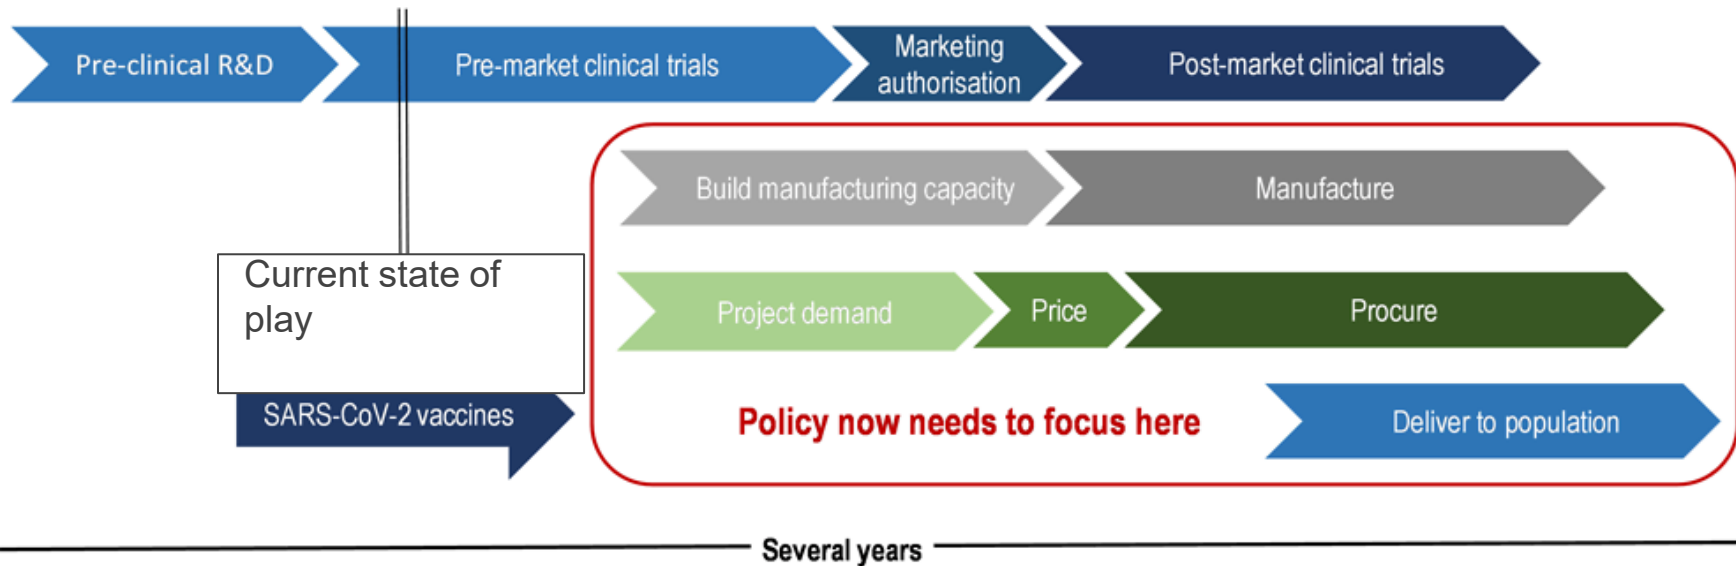 Pre-clinical R&D
Pre-market clinical trials
Marketing
authorisation
Post-market clinical trials
Build manufacturing capacity
Manufacture
Current state of
play
Project demand
Price
Procure
SARS-CoV-2 vaccines
Policy now needs to focus here
Deliver to population
Several years